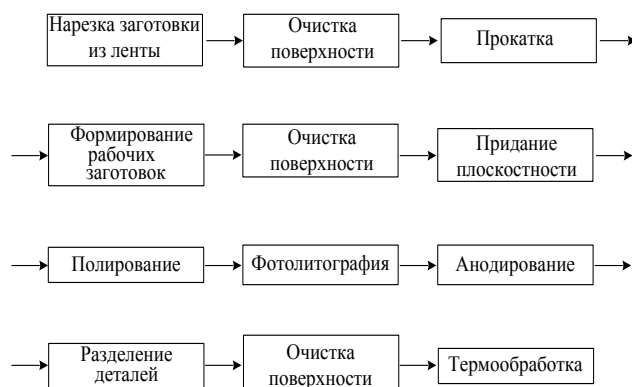 Нарезка заготовки
из ленты
Очистка
поверхности
Прокатка
Формирование
рабочих
заготовок
Очистка
поверхности
Придание
плоскостности
Полирование
Фотолитография
Анодирование
Разделение
деталей
Очистка
поверхности
Термообработка